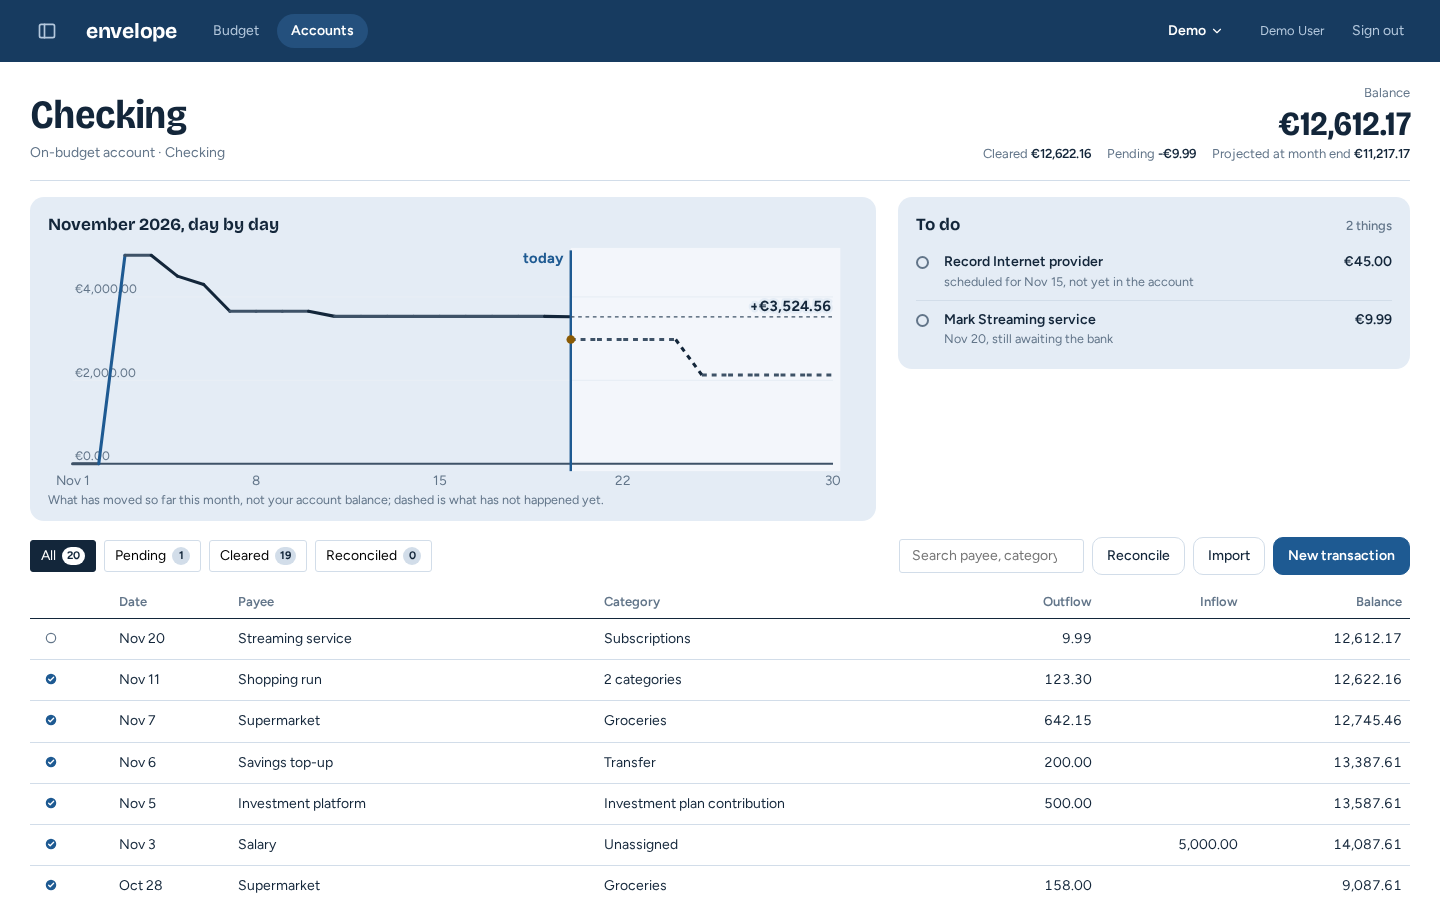 envelope Budget Accounts Demo Demo User Sign out
Checking
On-budget account · Checking
Balance
€12,612.17
Cleared €12,622.16 Pending -€9.99 Projected at month end €11,217.17
November 2026, day by day
today
€4,000.00
+€3,524.56
€2,000.00
€0.00
Nov 1 8 15 22 30
What has moved so far this month, not your account balance; dashed is what has not happened yet.
To do 2 things
Record Internet provider €45.00
scheduled for Nov 15, not yet in the account
Mark Streaming service €9.99
Nov 20, still awaiting the bank
All 20 Pending 1 Cleared 19 Reconciled 0
Search payee, category Reconcile Import New transaction
Date Payee Category Outflow Inflow Balance
Nov 20 Streaming service Subscriptions 9.99 12,612.17
Nov 11 Shopping run 2 categories 123.30 12,622.16
Nov 7 Supermarket Groceries 642.15 12,745.46
Nov 6 Savings top-up Transfer 200.00 13,387.61
Nov 5 Investment platform Investment plan contribution 500.00 13,587.61
Nov 3 Salary Unassigned 5,000.00 14,087.61
Oct 28 Supermarket Groceries 158.00 9,087.61